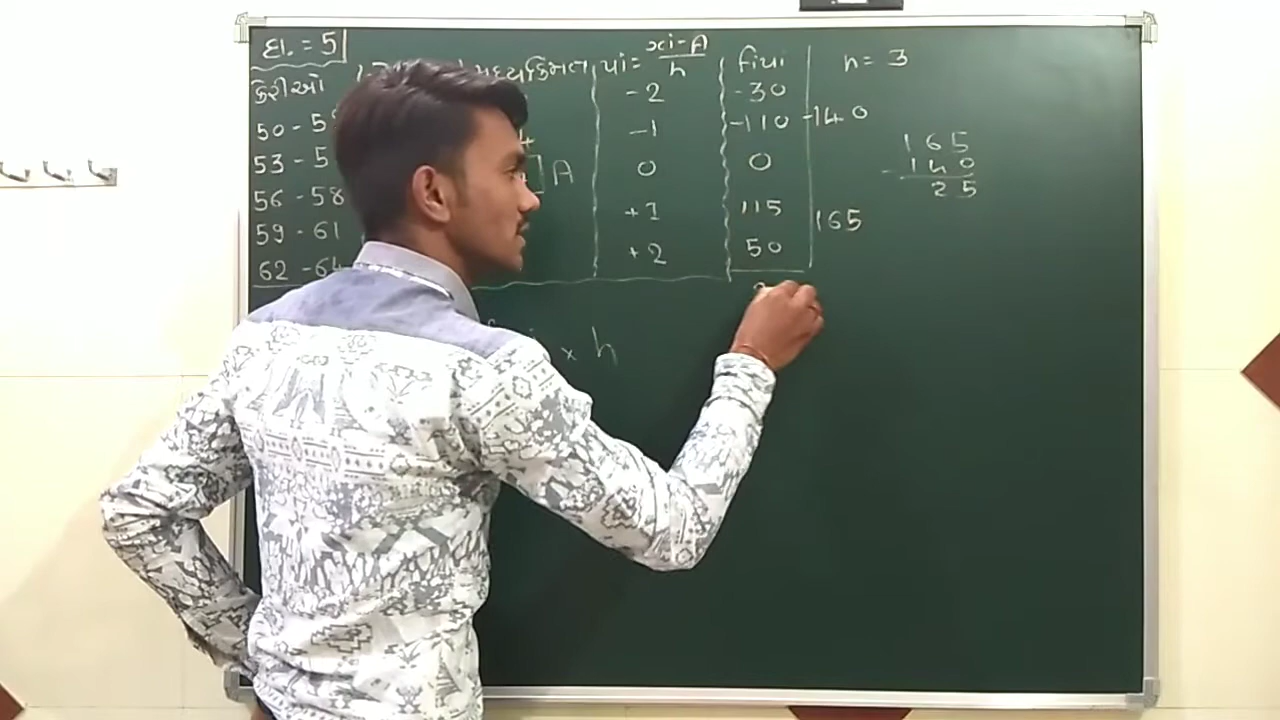 દા. = 5
કેરીઓ મધ્યકિંમત યાi= xi-A/h fiયા h = 3
50 - 5 -2 -30
53 - 5 -1 -110 -140
56 - 58 A 0 0
59 - 61 +1 115 165
62 - 64 +2 50
× h
165
- 140
25